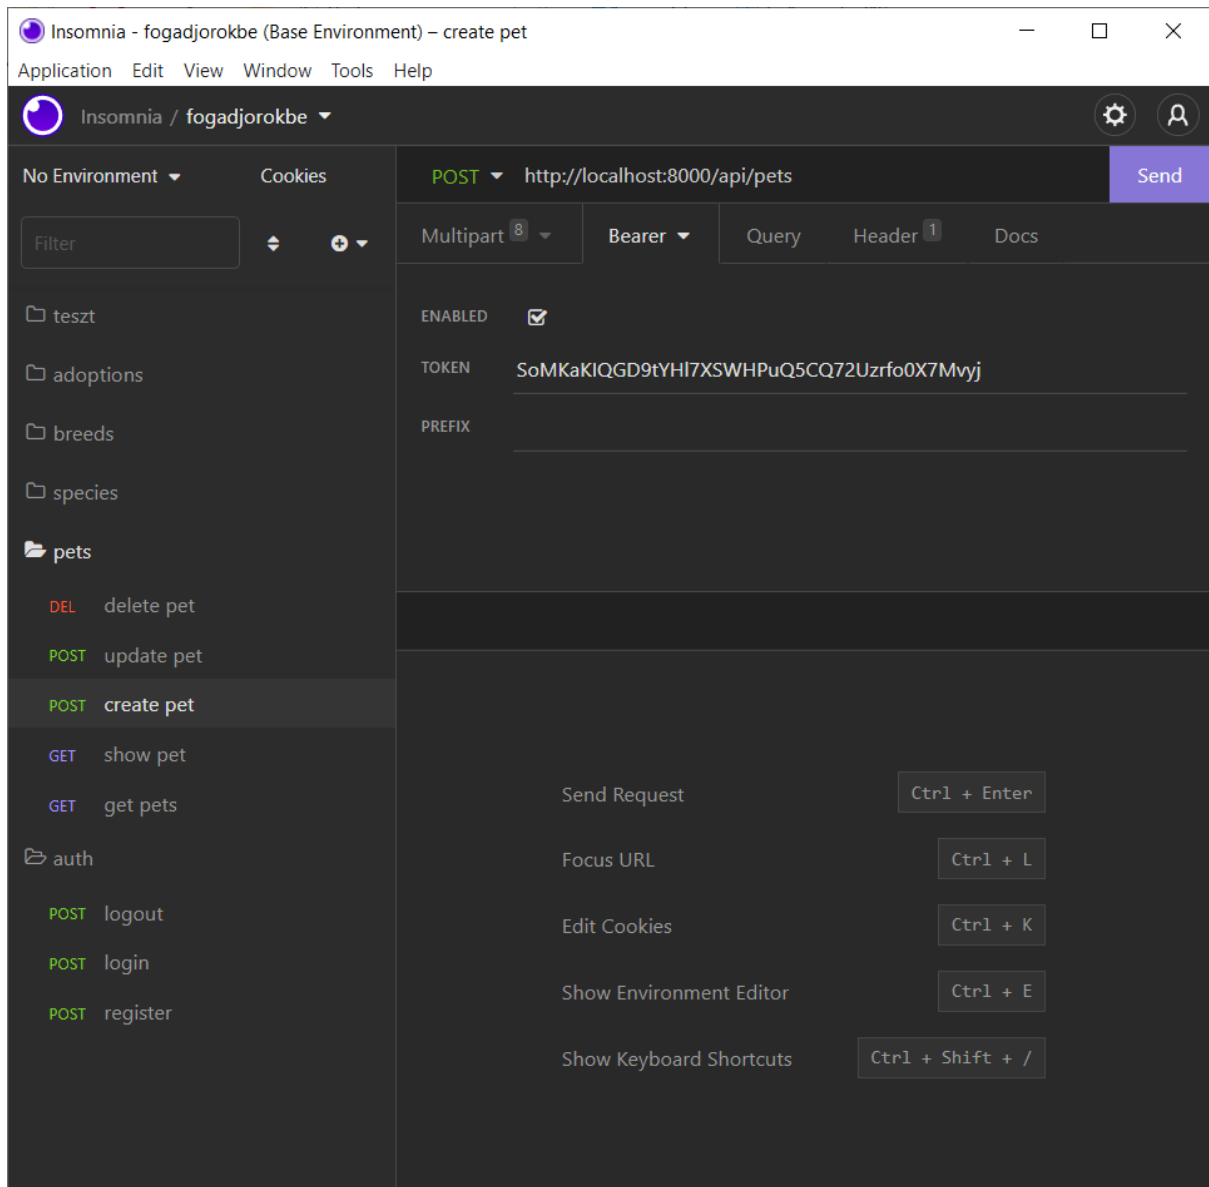 Insomnia - fogadjorokbe (Base Environment) – create pet
Application Edit View Window Tools Help
Insomnia / fogadjorokbe
No Environment Cookies
POST http://localhost:8000/api/pets Send
Filter
Multipart 8 Bearer Query Header 1 Docs
teszt
adoptions
breeds
species
pets
DEL delete pet
POST update pet
POST create pet
GET show pet
GET get pets
auth
POST logout
POST login
POST register
ENABLED
TOKEN SoMKaKIQGD9tYHl7XSWHPuQ5CQ72Uzrfo0X7Mvyj
PREFIX
Send Request Ctrl + Enter
Focus URL Ctrl + L
Edit Cookies Ctrl + K
Show Environment Editor Ctrl + E
Show Keyboard Shortcuts Ctrl + Shift + /